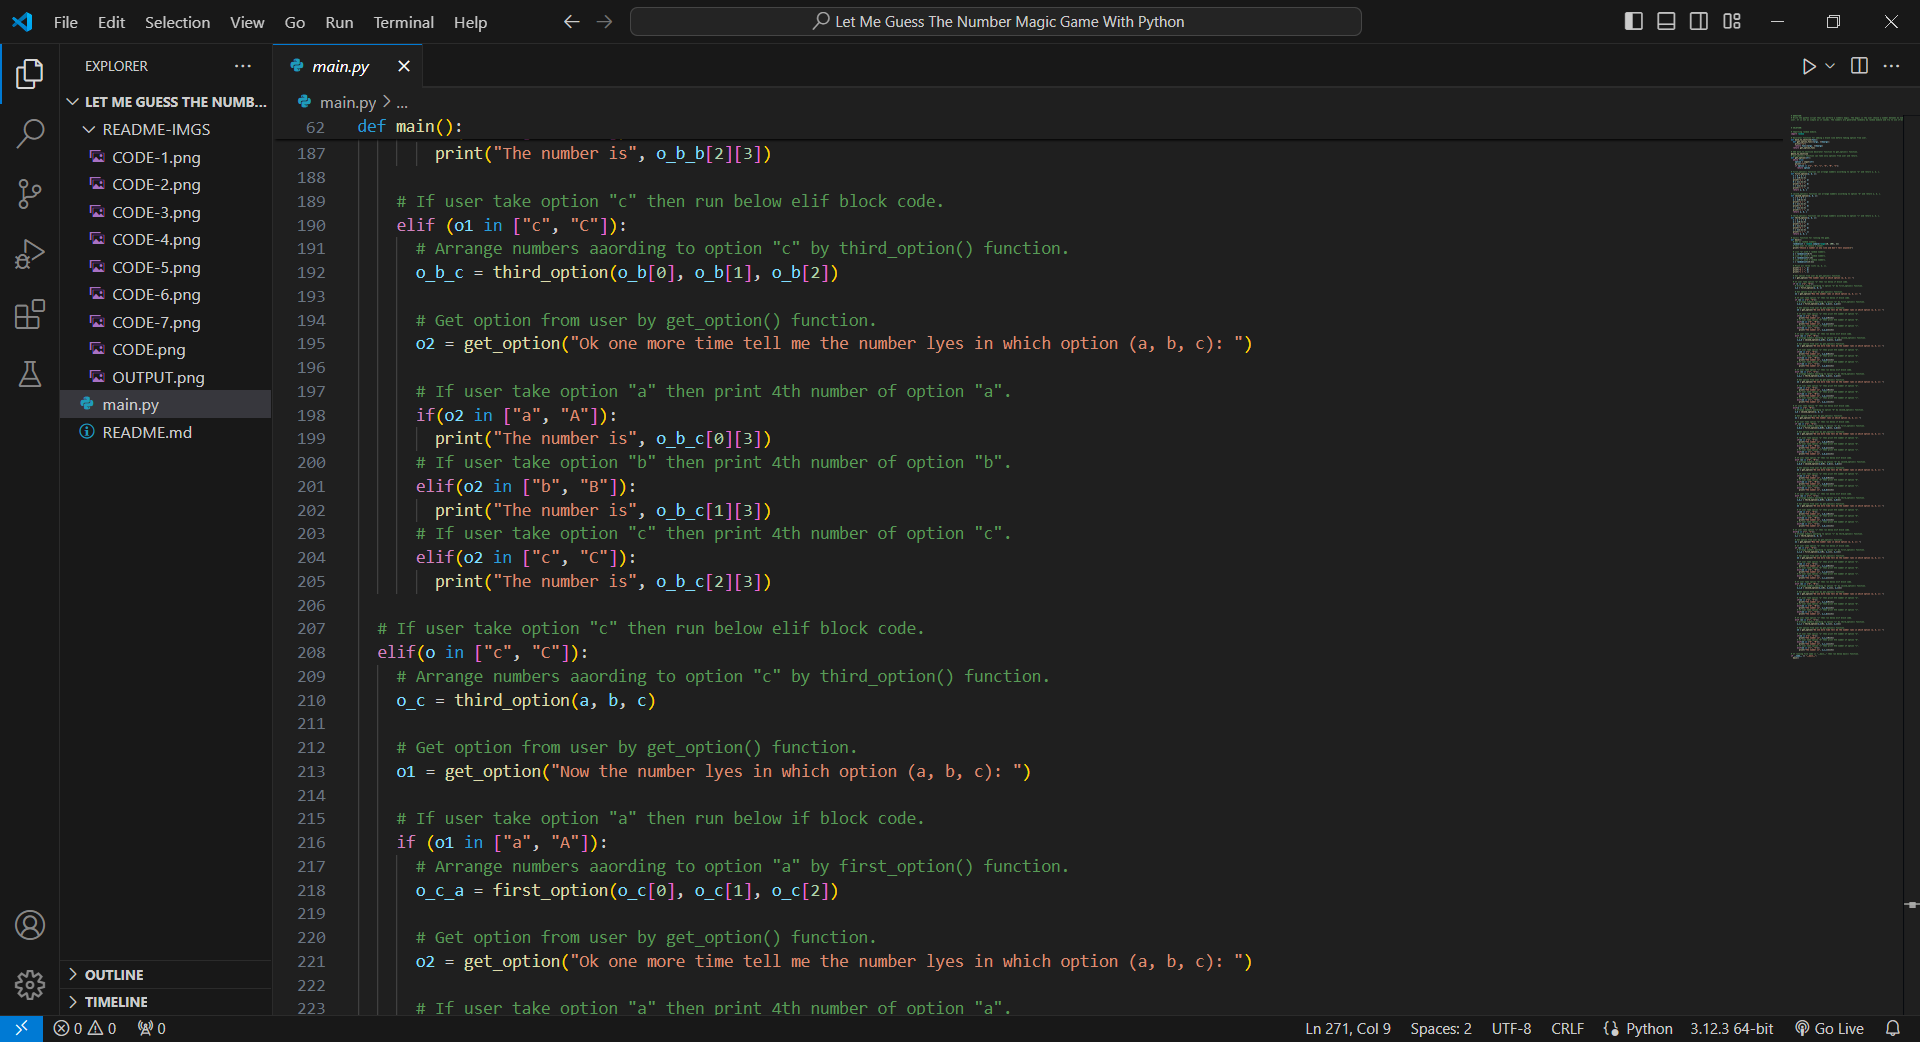 File Edit Selection View Go Run Terminal Help
Let Me Guess The Number Magic Game With Python
EXPLORER
LET ME GUESS THE NUMB...
README-IMGS
CODE-1.png
CODE-2.png
CODE-3.png
CODE-4.png
CODE-5.png
CODE-6.png
CODE-7.png
CODE.png
OUTPUT.png
main.py
README.md
OUTLINE
TIMELINE
main.py
main.py > ...
62 def main():
187 print("The number is", o_b_b[2][3])
188
189 # If user take option "c" then run below elif block code.
190 elif (o1 in ["c", "C"]):
191 # Arrange numbers aaording to option "c" by third_option() function.
192 o_b_c = third_option(o_b[0], o_b[1], o_b[2])
193
194 # Get option from user by get_option() function.
195 o2 = get_option("Ok one more time tell me the number lyes in which option (a, b, c): ")
196
197 # If user take option "a" then print 4th number of option "a".
198 if(o2 in ["a", "A"]):
199 print("The number is", o_b_c[0][3])
200 # If user take option "b" then print 4th number of option "b".
201 elif(o2 in ["b", "B"]):
202 print("The number is", o_b_c[1][3])
203 # If user take option "c" then print 4th number of option "c".
204 elif(o2 in ["c", "C"]):
205 print("The number is", o_b_c[2][3])
206
207 # If user take option "c" then run below elif block code.
208 elif(o in ["c", "C"]):
209 # Arrange numbers aaording to option "c" by third_option() function.
210 o_c = third_option(a, b, c)
211
212 # Get option from user by get_option() function.
213 o1 = get_option("Now the number lyes in which option (a, b, c): ")
214
215 # If user take option "a" then run below if block code.
216 if (o1 in ["a", "A"]):
217 # Arrange numbers aaording to option "a" by first_option() function.
218 o_c_a = first_option(o_c[0], o_c[1], o_c[2])
219
220 # Get option from user by get_option() function.
221 o2 = get_option("Ok one more time tell me the number lyes in which option (a, b, c): ")
222
223 # If user take option "a" then print 4th number of option "a".
0 0 0 Ln 271, Col 9 Spaces: 2 UTF-8 CRLF Python 3.12.3 64-bit Go Live